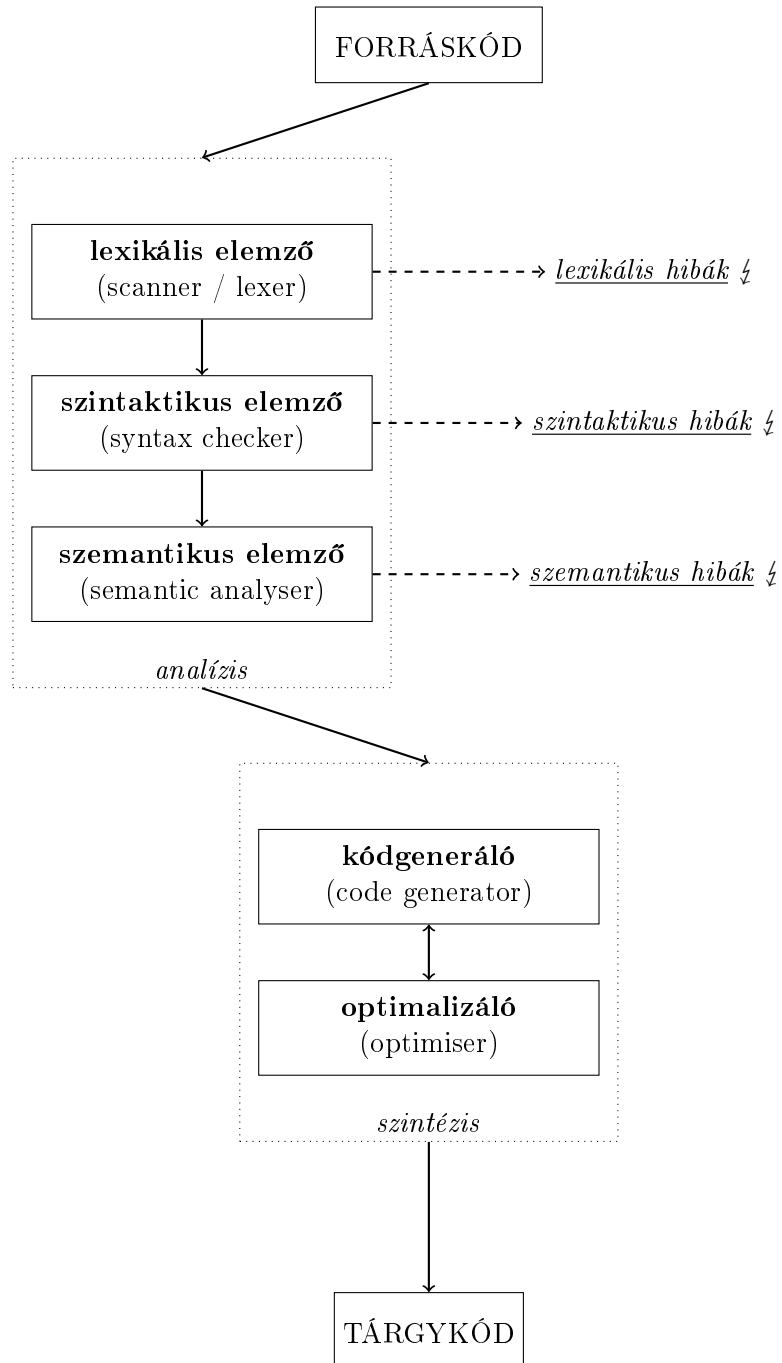 FORRÁSKÓD
lexikális elemző
(scanner / lexer)
lexikális hibák
szintaktikus elemző
(syntax checker)
szintaktikus hibák
szemantikus elemző
(semantic analyser)
szemantikus hibák
analízis
kódgeneráló
(code generator)
optimalizáló
(optimiser)
szintézis
TÁRGYKÓD